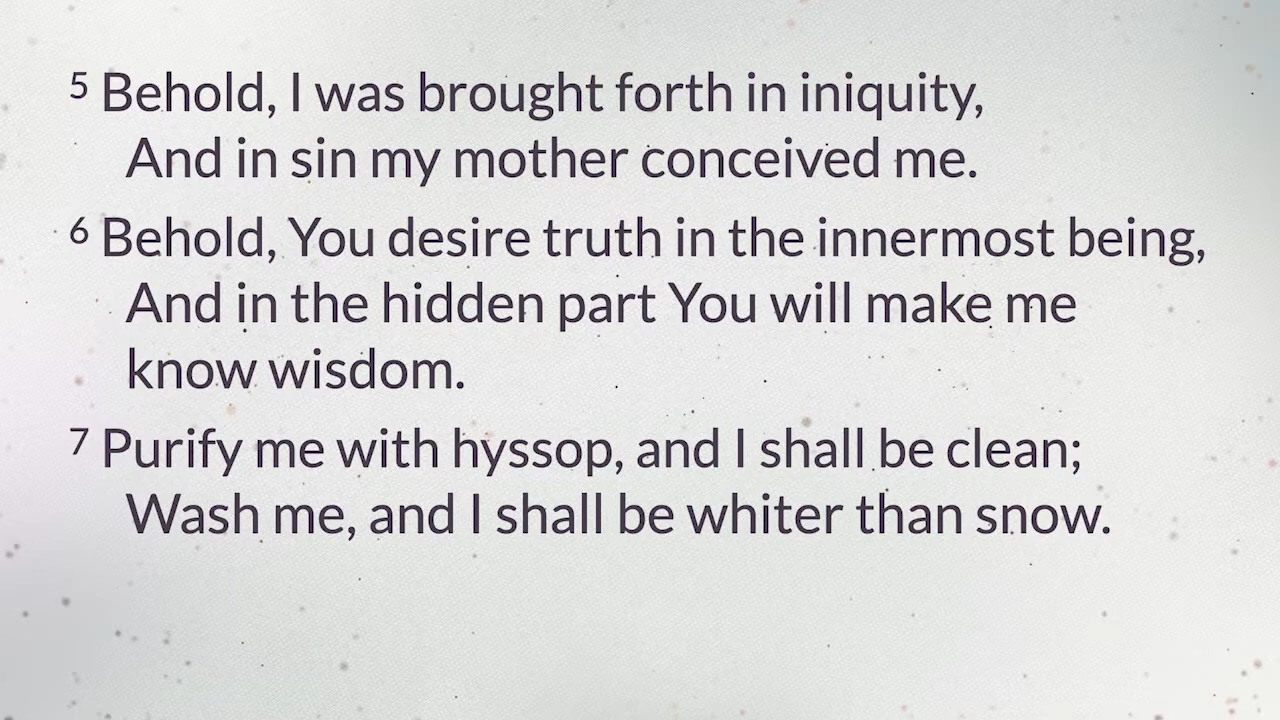 5 Behold, I was brought forth in iniquity,
And in sin my mother conceived me.
6 Behold, You desire truth in the innermost being,
And in the hidden part You will make me
know wisdom.
7 Purify me with hyssop, and I shall be clean;
Wash me, and I shall be whiter than snow.